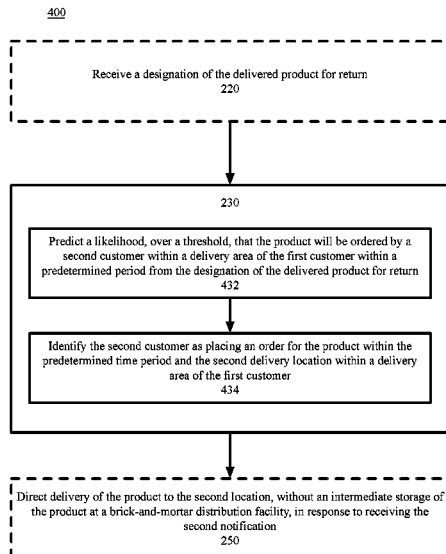 400
Receive a designation of the delivered product for return
220
230
Predict a likelihood, over a threshold, that the product will be ordered by a
second customer within a delivery area of the first customer within a
predetermined period from the designation of the delivered product for return
432
Identify the second customer as placing an order for the product within the
predetermined time period and the second delivery location within a delivery
area of the first customer
434
Direct delivery of the product to the second location, without an intermediate storage of
the product at a brick-and-mortar distribution facility, in response to receiving the
second notification
250